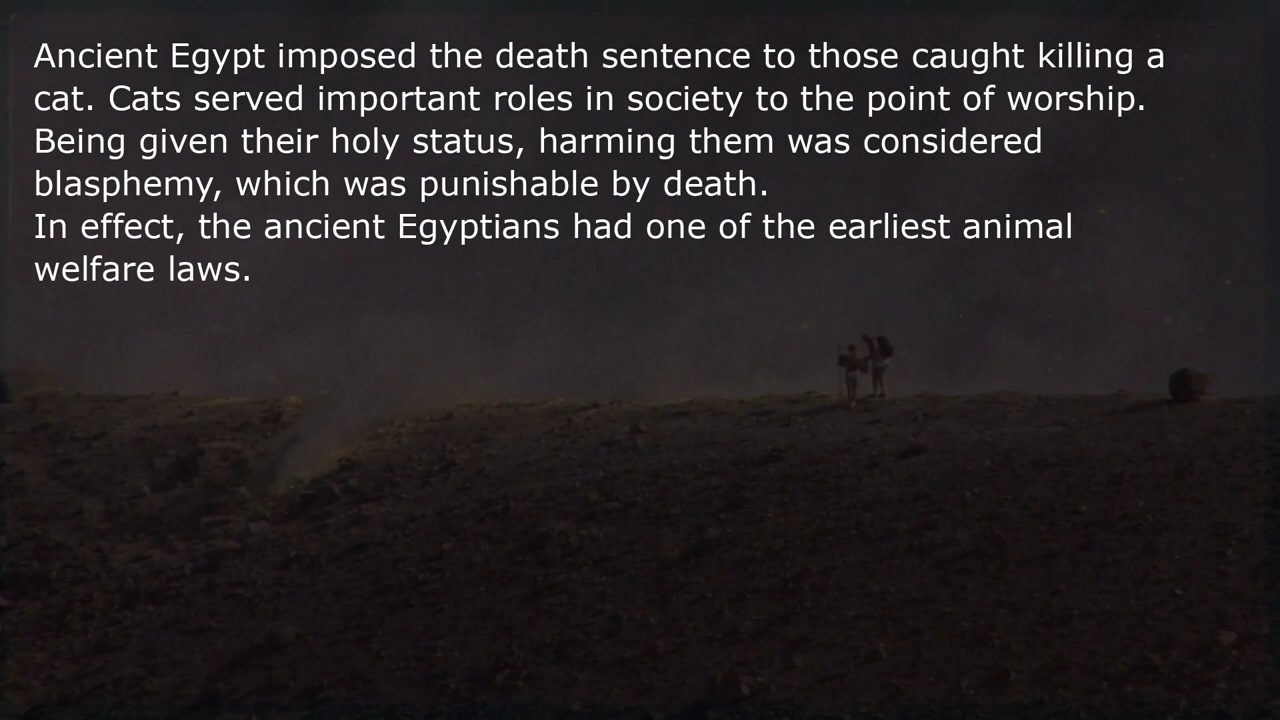 Ancient Egypt imposed the death sentence to those caught killing a
cat. Cats served important roles in society to the point of worship.
Being given their holy status, harming them was considered
blasphemy, which was punishable by death.
In effect, the ancient Egyptians had one of the earliest animal
welfare laws.